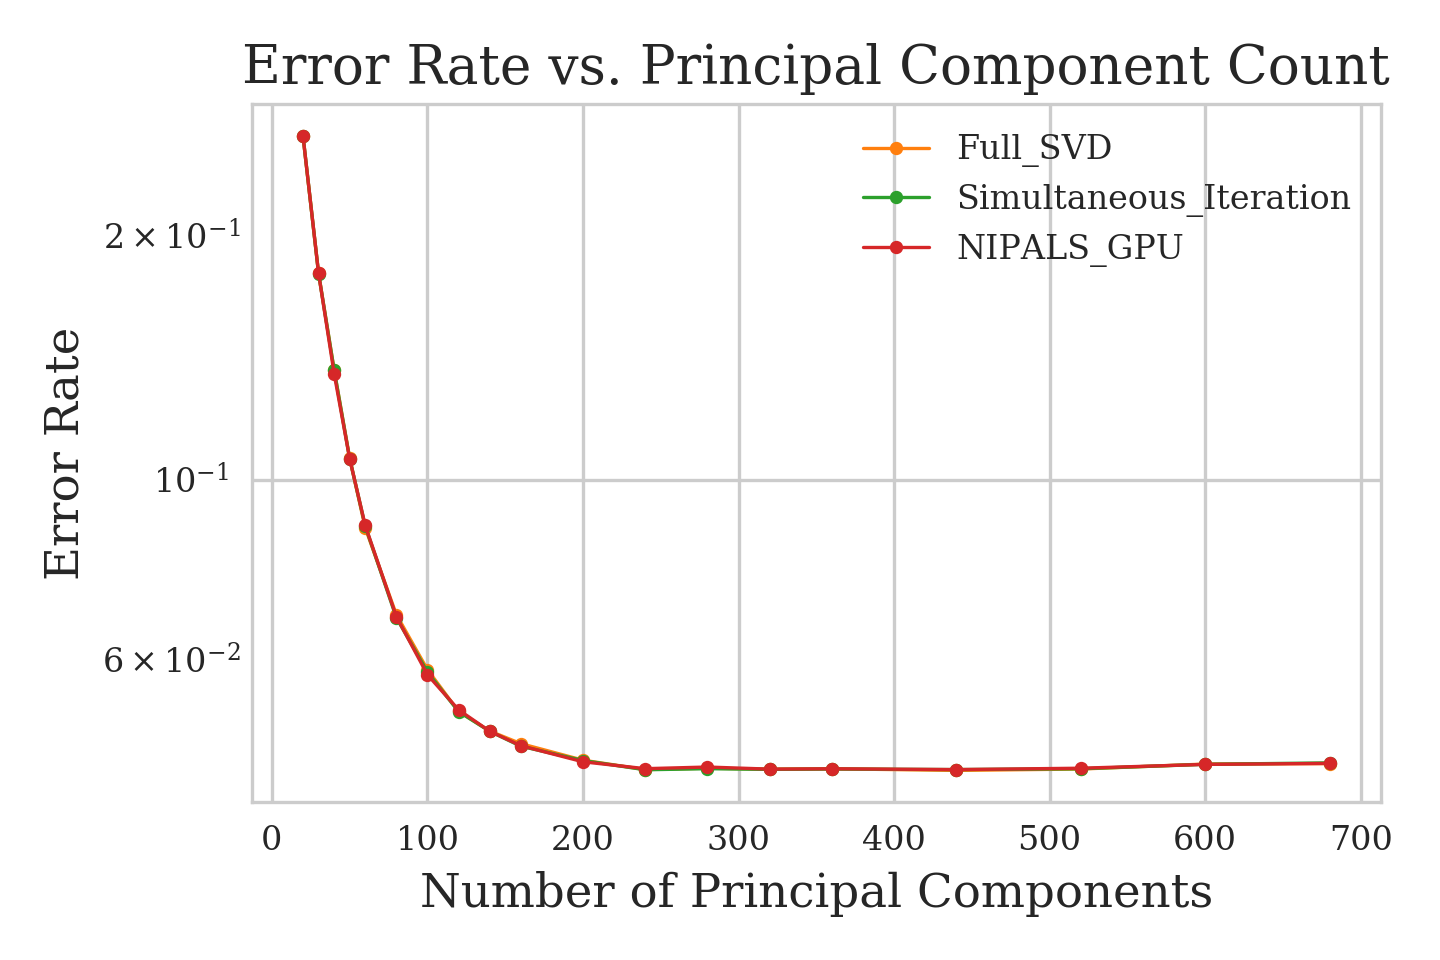 Error Rate vs. Principal Component Count
Full_SVD
Simultaneous_Iteration
NIPALS_GPU
2 × 10⁻¹
10⁻¹
6 × 10⁻²
Error Rate
0 100 200 300 400 500 600 700
Number of Principal Components